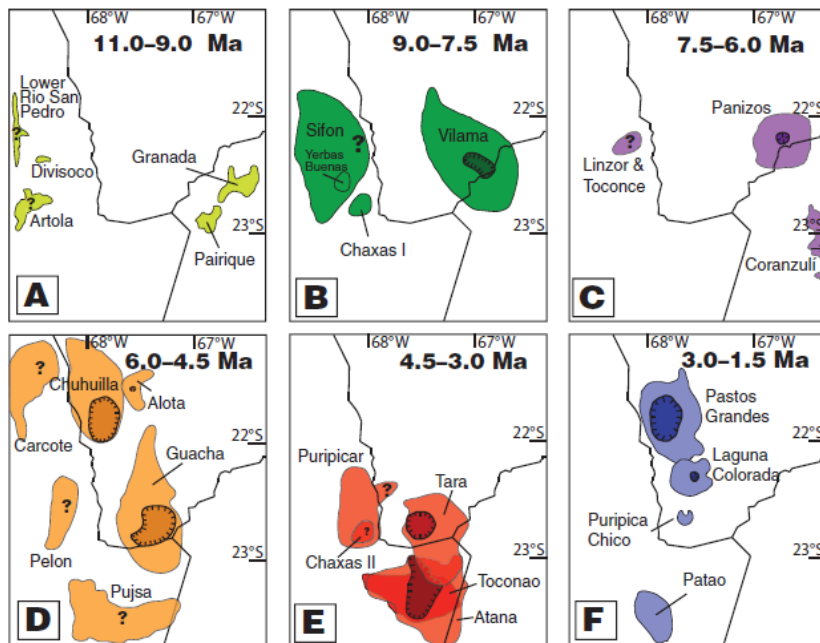 68°W
67°W
11.0–9.0 Ma
Lower
Rio San
Pedro
?
22°S
Divisoco
Granada
?
Artola
23°S
Pairique
A
68°W
67°W
9.0–7.5 Ma
22°S
Sifon
?
Vilama
Yerbas
Buenas
23°S
Chaxas I
B
68°W
67°W
7.5–6.0 Ma
Panizos
22°S
?
Linzor &
Toconce
23°S
Coranzulí
C
68°W
67°W
6.0–4.5 Ma
?
Chuhuilla
Alota
Carcote
22°S
Guacha
?
Pelon
23°S
Pujsa
?
D
68°W
67°W
4.5–3.0 Ma
22°S
Puripicar
?
Tara
?
Chaxas II
23°S
Toconao
Atana
E
68°W
67°W
3.0–1.5 Ma
Pastos
Grandes
22°S
Laguna
Colorada
Puripica
Chico
23°S
Patao
F